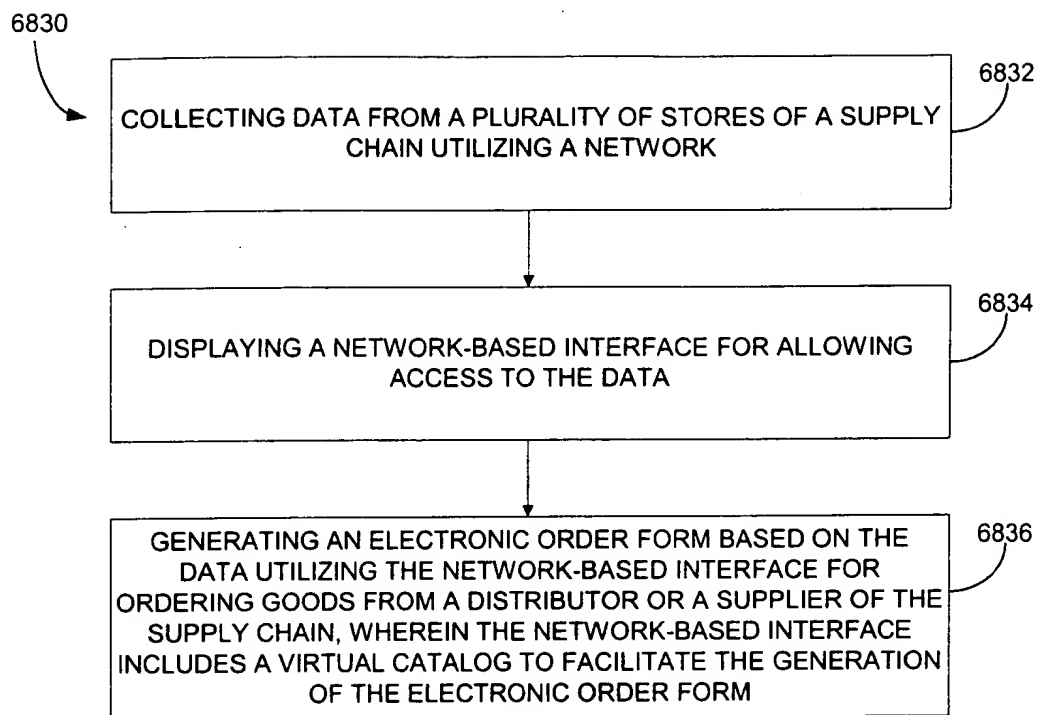 6830
6832
COLLECTING DATA FROM A PLURALITY OF STORES OF A SUPPLY
CHAIN UTILIZING A NETWORK
6834
DISPLAYING A NETWORK-BASED INTERFACE FOR ALLOWING
ACCESS TO THE DATA
6836
GENERATING AN ELECTRONIC ORDER FORM BASED ON THE
DATA UTILIZING THE NETWORK-BASED INTERFACE FOR
ORDERING GOODS FROM A DISTRIBUTOR OR A SUPPLIER OF THE
SUPPLY CHAIN, WHEREIN THE NETWORK-BASED INTERFACE
INCLUDES A VIRTUAL CATALOG TO FACILITATE THE GENERATION
OF THE ELECTRONIC ORDER FORM